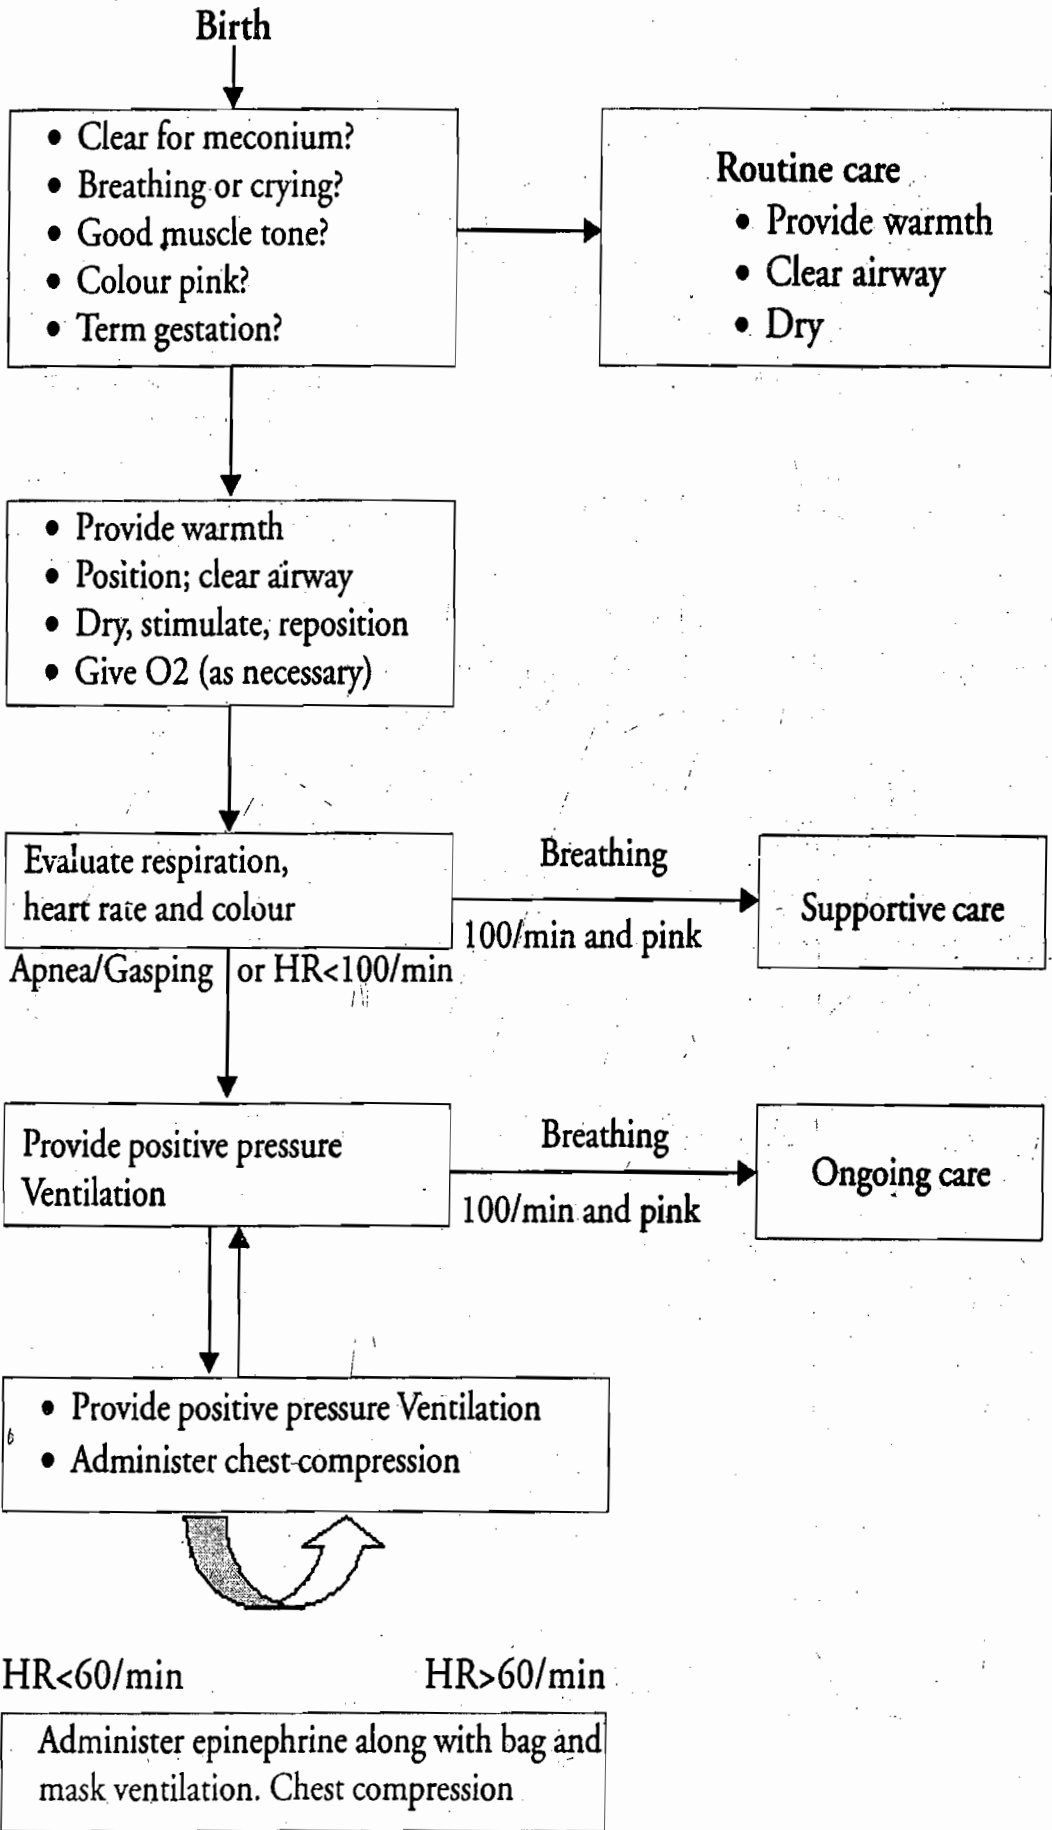 Birth
• Clear for meconium?
• Breathing or crying?
• Good muscle tone?
• Colour pink?
• Term gestation?
Routine care
• Provide warmth
• Clear airway
• Dry
• Provide warmth
• Position; clear airway
• Dry, stimulate, reposition
• Give O2 (as necessary)
Evaluate respiration,
heart rate and colour
Breathing
100/min and pink
Supportive care
Apnea/Gasping or HR<100/min
Provide positive pressure
Ventilation
Breathing
100/min and pink
Ongoing care
• Provide positive pressure Ventilation
• Administer chest compression
HR<60/min
HR>60/min
Administer epinephrine along with bag and
mask ventilation. Chest compression